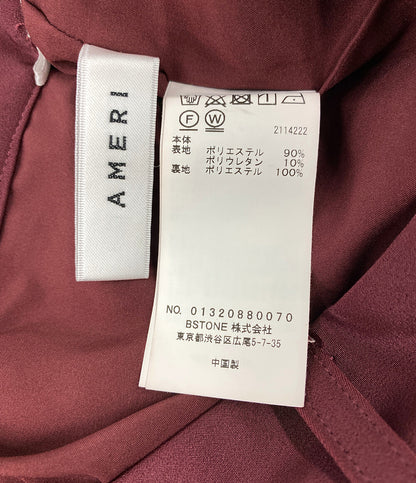 AMERI
F W
2114222
本体
表地 ポリエステル 90%
ポリウレタン 10%
裏地 ポリエステル 100%
NO. 01320880070
BSTONE 株式会社
東京都渋谷区広尾5-7-35
中国製